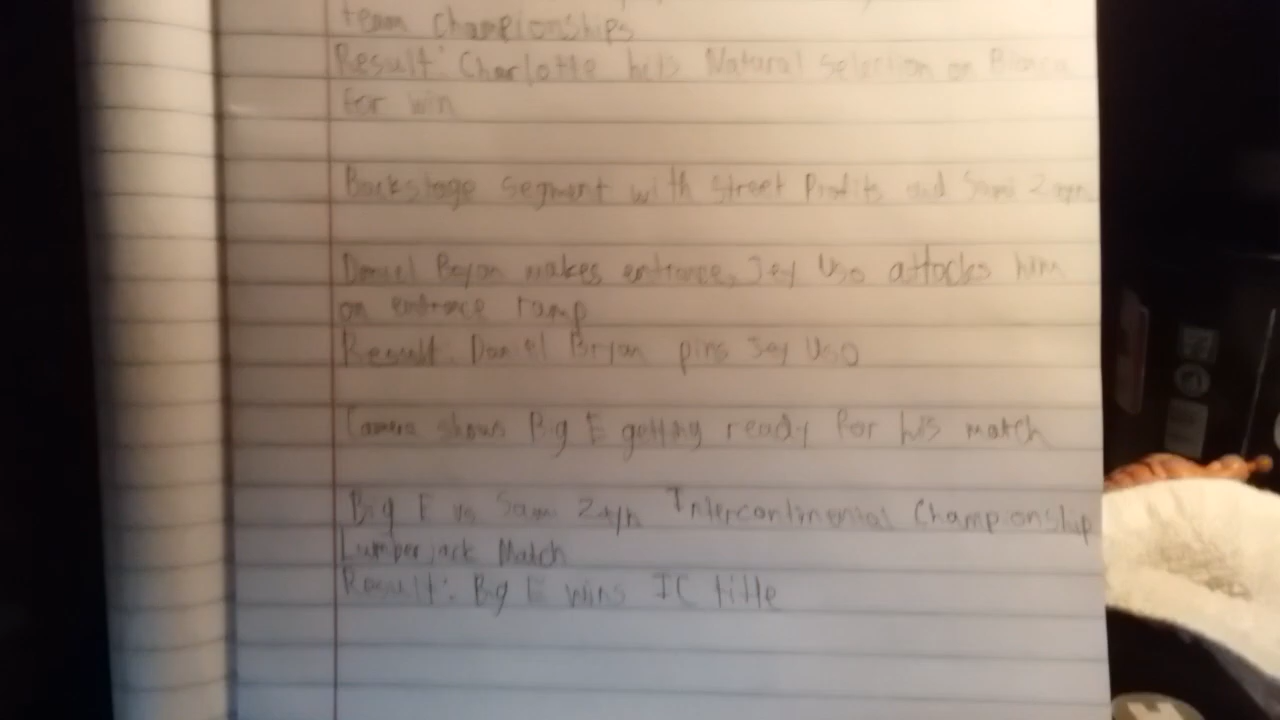 team Championships
Result: Charlotte hits Natural Selection on Bianca
for win
Backstage segment with Street Profits and Sami Zayn
Daniel Bryan makes entrance, Jey Uso attacks him
on entrace ramp
Result: Daniel Bryan pins Jey Uso
Camera shows Big E getting ready for his match
Big E vs Sami Zayn Intercontinental Championship
Lumberjack Match
Result: Big E wins IC title